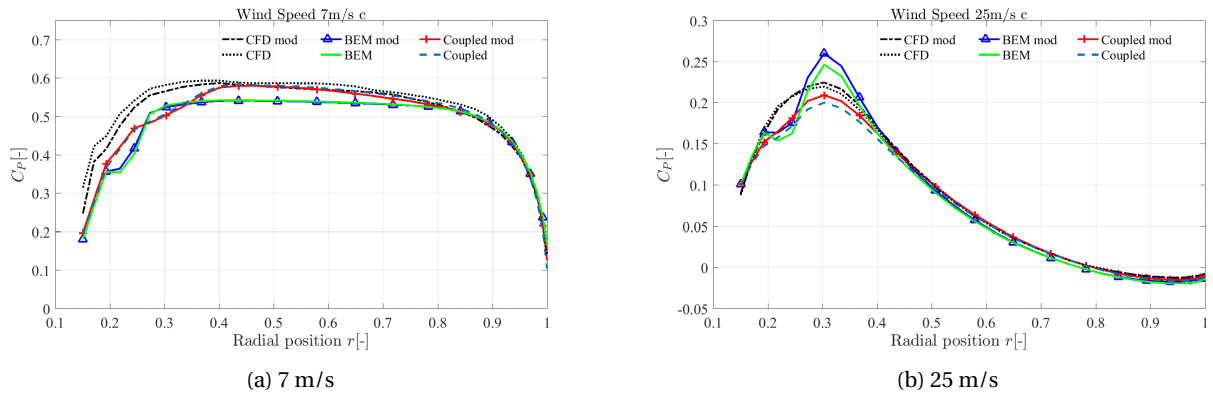 Wind Speed 7m/s c
CFD mod BEM mod Coupled mod
CFD BEM Coupled
0.7
0.6
0.5
0.4
0.3
0.2
0.1
0
C_P[-]
0.1 0.2 0.3 0.4 0.5 0.6 0.7 0.8 0.9 1
Radial position r[-]
(a) 7 m/s
Wind Speed 25m/s c
CFD mod BEM mod Coupled mod
CFD BEM Coupled
0.3
0.25
0.2
0.15
0.1
0.05
0
-0.05
C_P[-]
0.1 0.2 0.3 0.4 0.5 0.6 0.7 0.8 0.9 1
Radial position r[-]
(b) 25 m/s